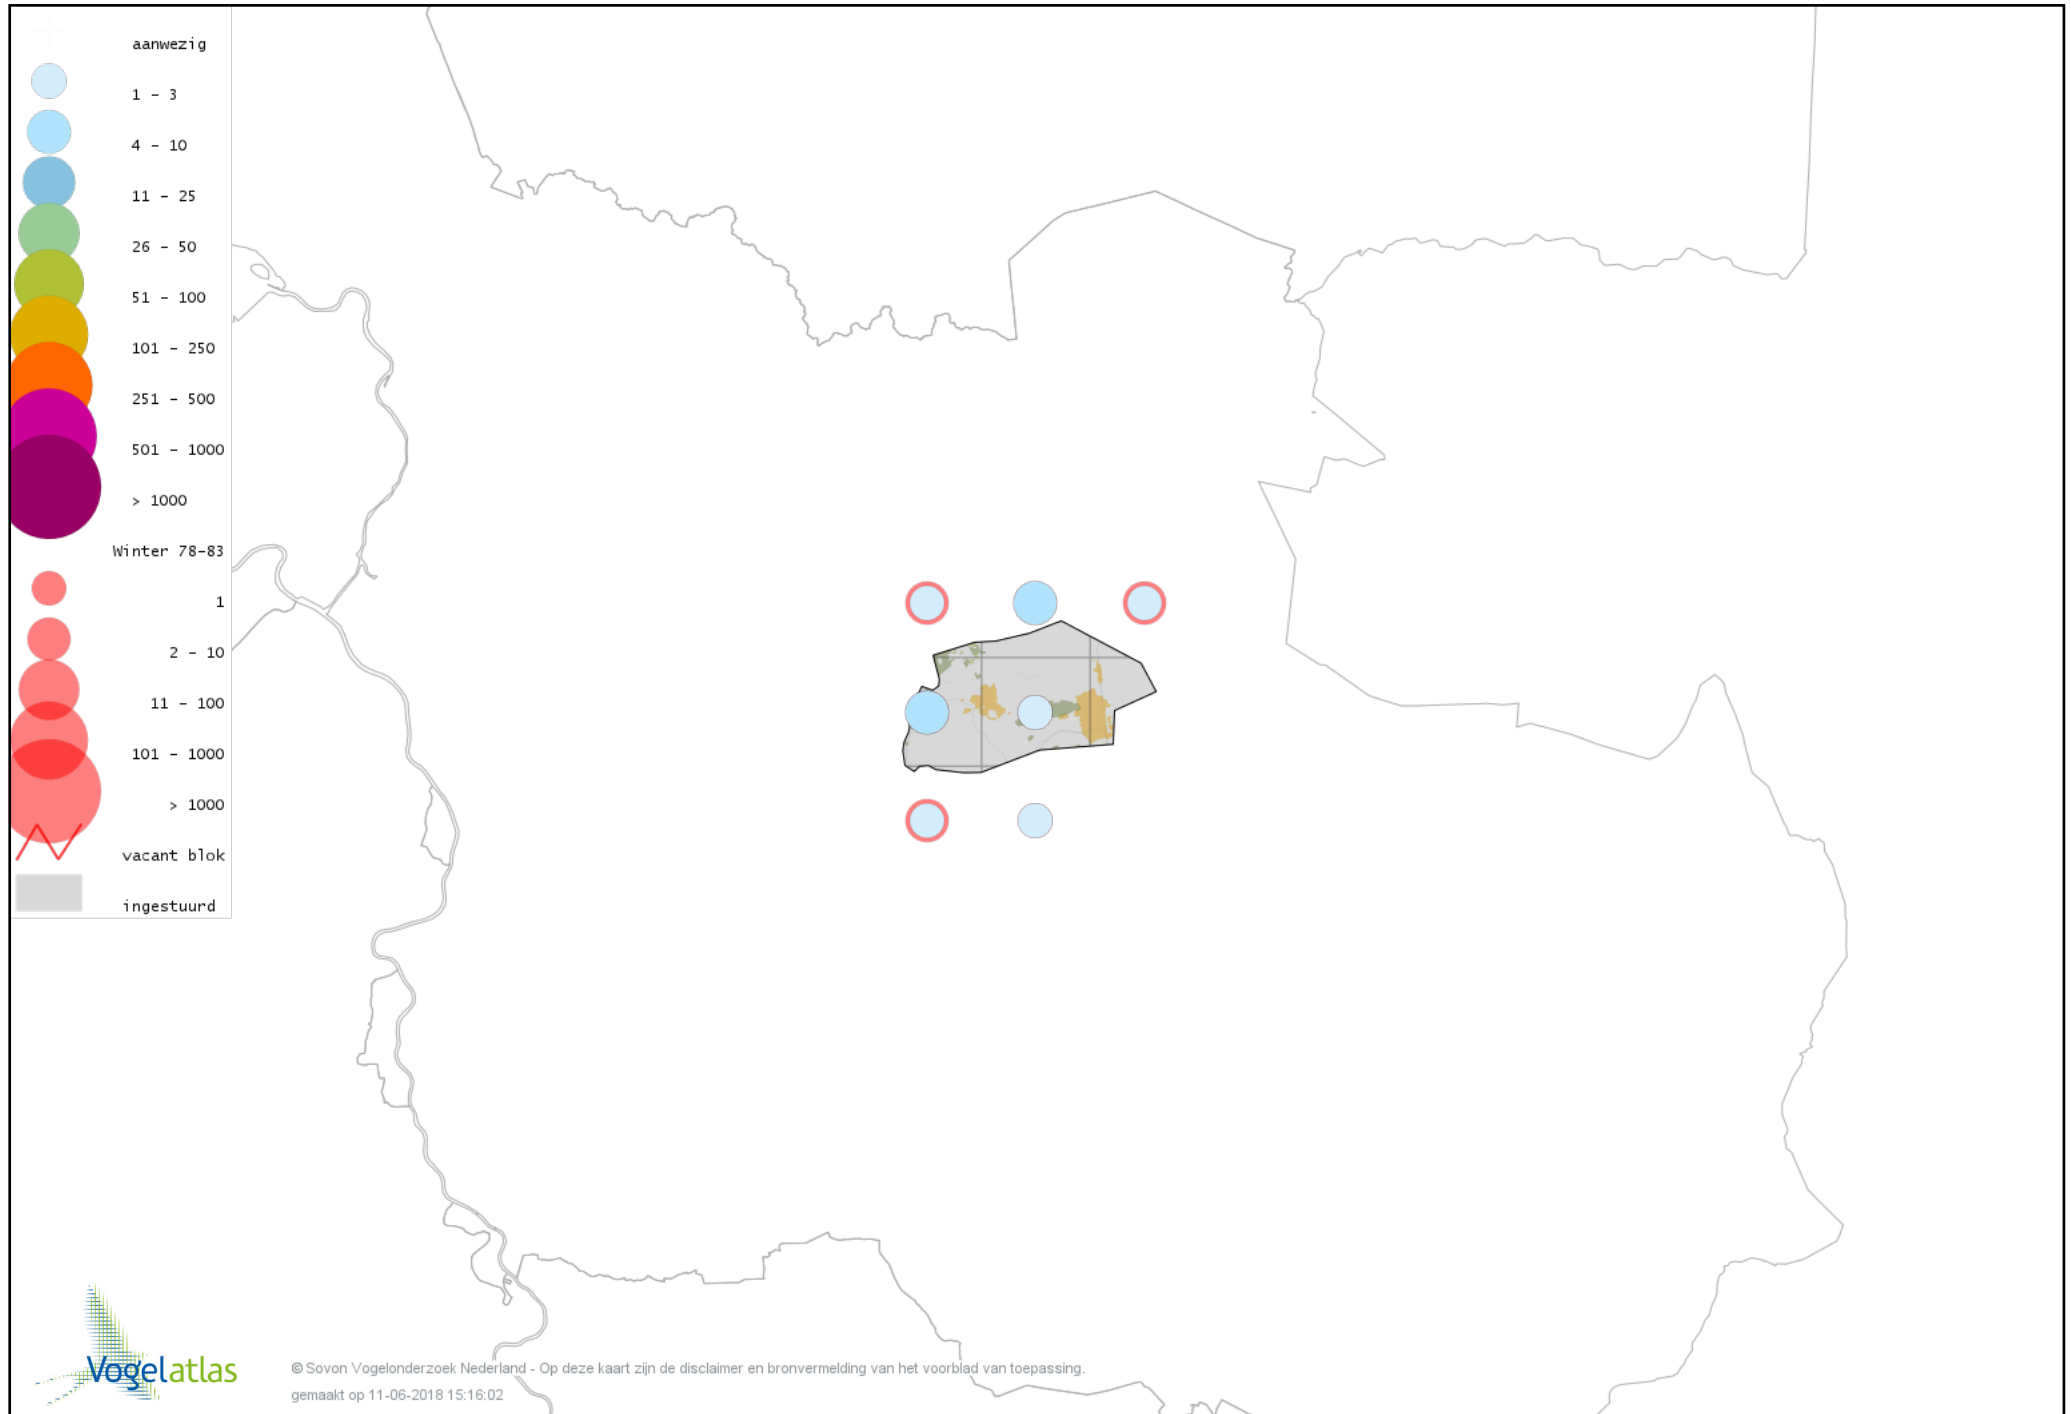 aanwezig
1 - 3
4 - 10
11 - 25
26 - 50
51 - 100
101 - 250
251 - 500
501 - 1000
> 1000
Winter 78-83
1
2 - 10
11 - 100
101 - 1000
> 1000
vacant blok
ingestuurd
Vogelatlas
© Sovon Vogelonderzoek Nederland - Op deze kaart zijn de disclaimer en bronvermelding van het voorblad van toepassing.
gemaakt op 11-06-2018 15:16:02